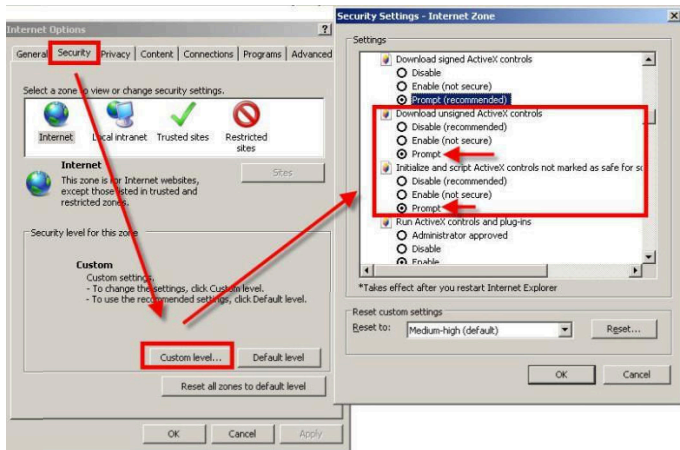 Internet Options
?
General
Security
Privacy
Content
Connections
Programs
Advanced
Select a zone to view or change security settings.
Internet
Local intranet
Trusted sites
Restricted
sites
Internet
Sites
This zone is for Internet websites,
except those listed in trusted and
restricted zones.
Security level for this zone
Custom
Custom settings.
- To change the settings, click Custom level.
- To use the recommended settings, click Default level.
Custom level...
Default level
Reset all zones to default level
OK
Cancel
Apply
Security Settings - Internet Zone
X
Settings
Download signed ActiveX controls
Disable
Enable (not secure)
Prompt (recommended)
Download unsigned ActiveX controls
Disable (recommended)
Enable (not secure)
Prompt
Initialize and script ActiveX controls not marked as safe for sc
Disable (recommended)
Enable (not secure)
Prompt
Run ActiveX controls and plug-ins
Administrator approved
Disable
Enable
*Takes effect after you restart Internet Explorer
Reset custom settings
Reset to:
Medium-high (default)
Reset...
OK
Cancel